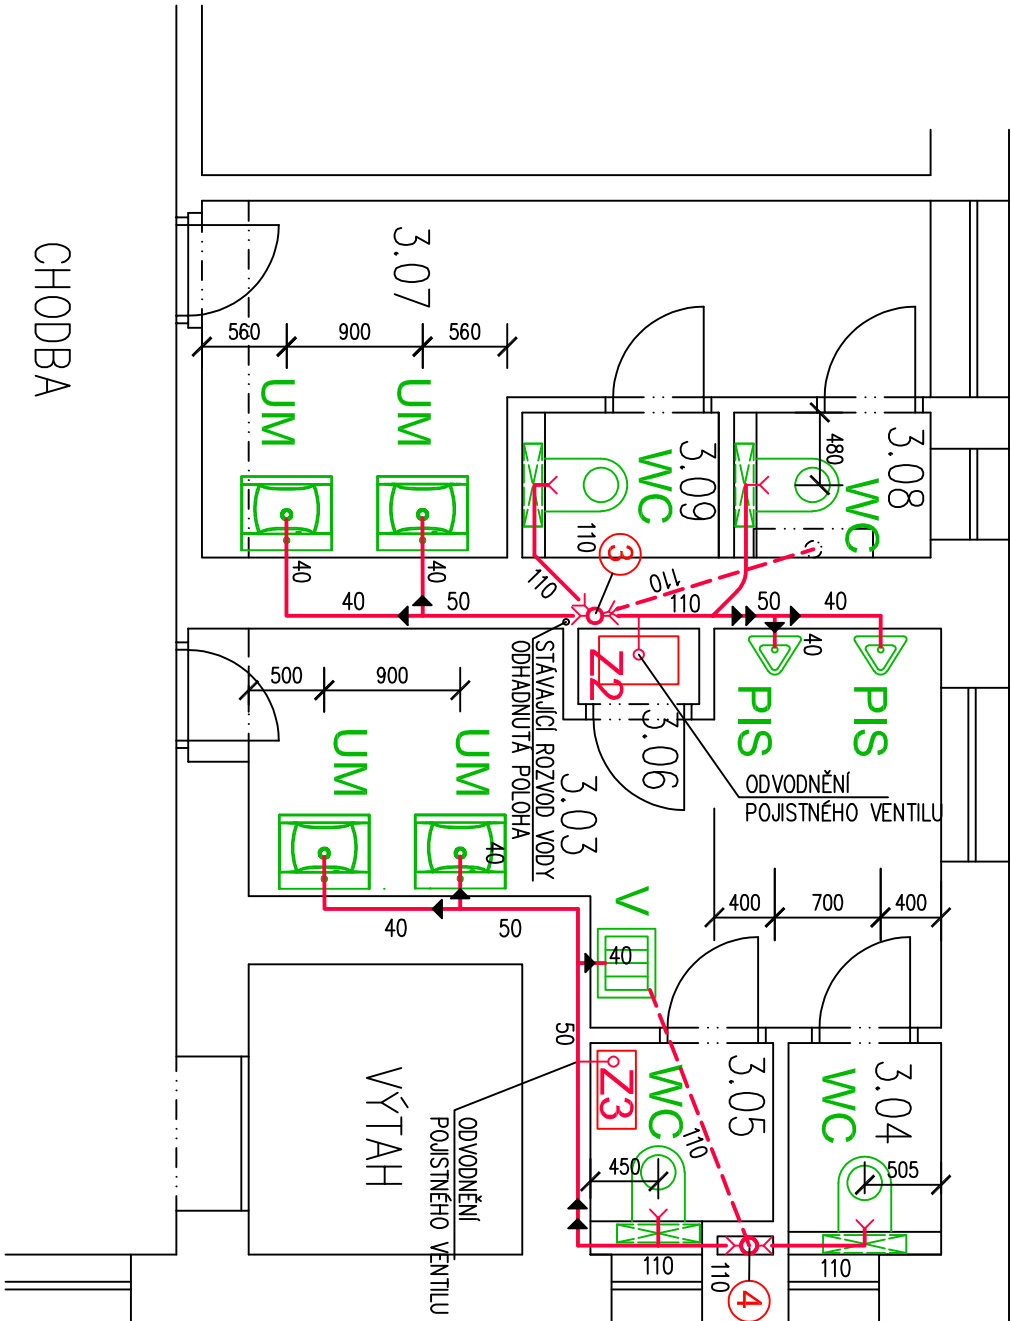 CHODBA
3.07
560
900
560
UM
UM
40
40
40
50
3.09
WC
110
110
3
3.08
WC
480
110
110
50
40
40
PIS
PIS
Z2
3.06
STÁVAJÍCÍ ROZVOD VODY
ODHADNUTÁ POLOHA
ODVODNĚNÍ
POJISTNÉHO VENTILU
500
900
UM
UM
3.03
40
40
50
V
40
400
700
400
50
Z3
WC
3.05
110
450
WC
3.04
505
VÝTAH
ODVODNĚNÍ
POJISTNÉHO VENTILU
110
110
110
4